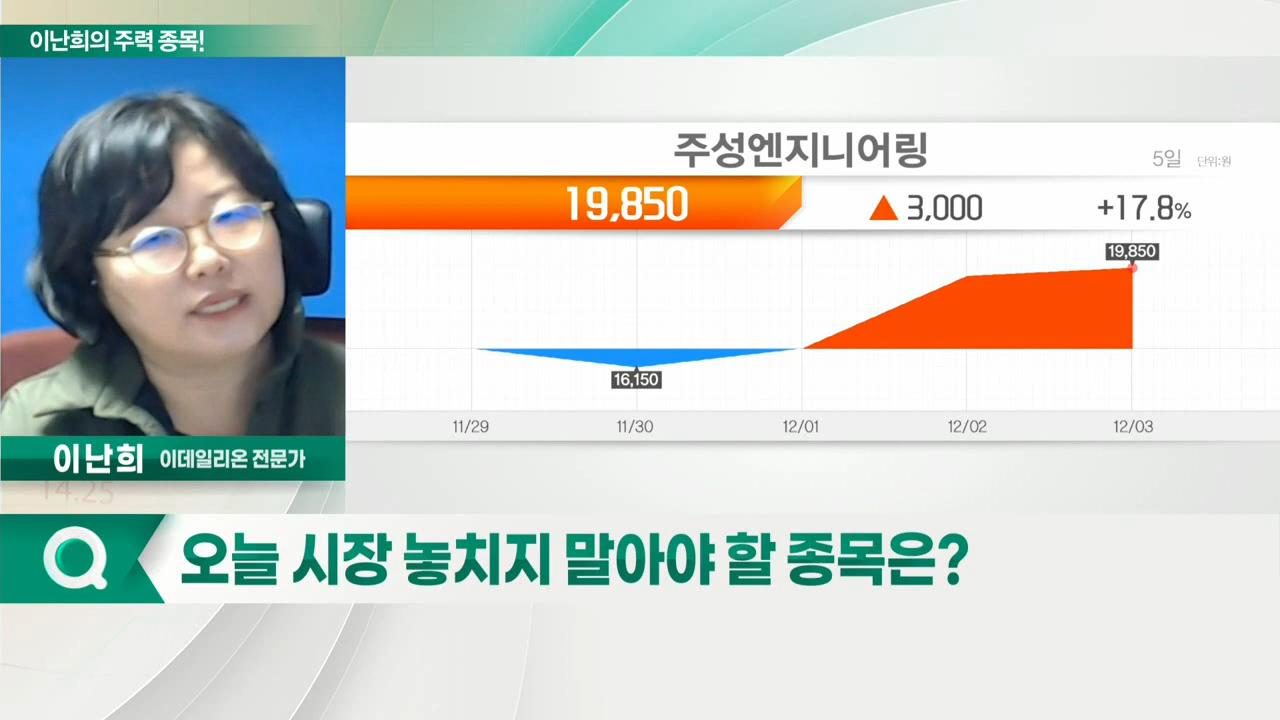 이난희의 주력 종목!
주성엔지니어링
5일 단위:원
19,850 ▲ 3,000 +17.8%
19,850
16,150
11/29 11/30 12/01 12/02 12/03
이난희 이데일리온 전문가
14.25
Q 오늘 시장 놓치지 말아야 할 종목은?